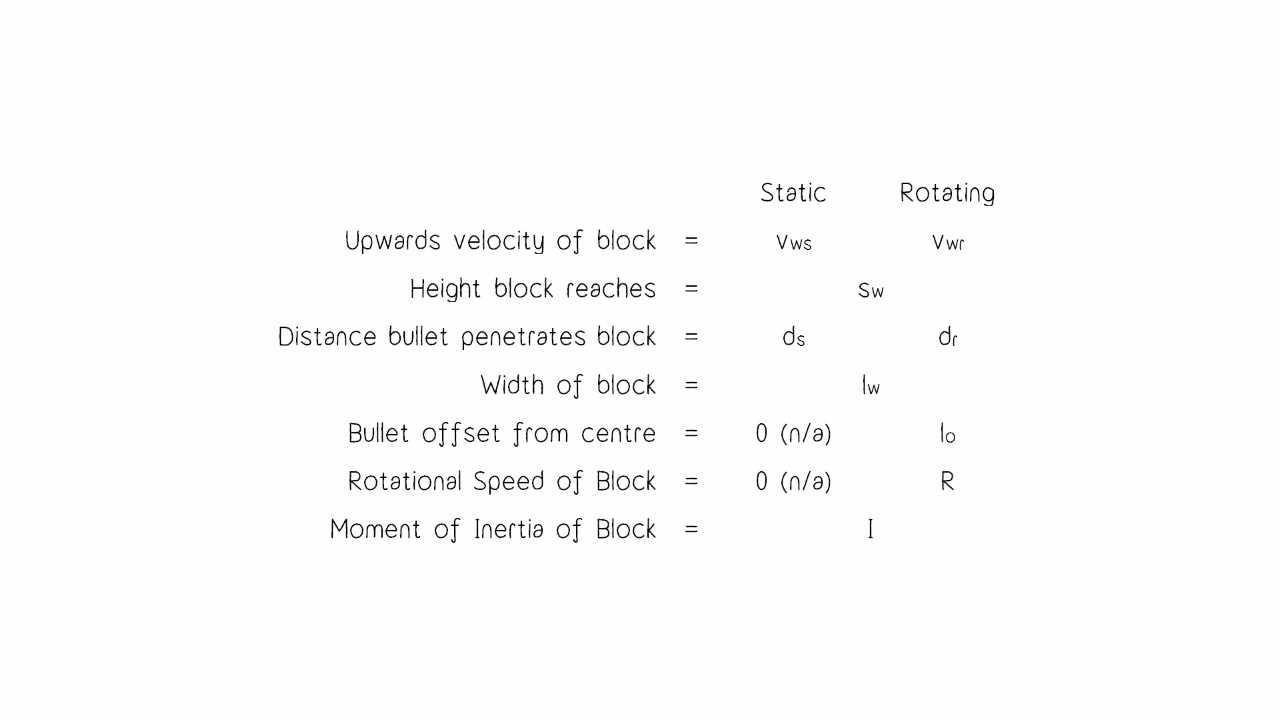 Static Rotating
Upwards velocity of block = vws vwr
Height block reaches = sw
Distance bullet penetrates block = ds dr
Width of block = lw
Bullet offset from centre = 0 (n/a) lo
Rotational Speed of Block = 0 (n/a) R
Moment of Inertia of Block = I